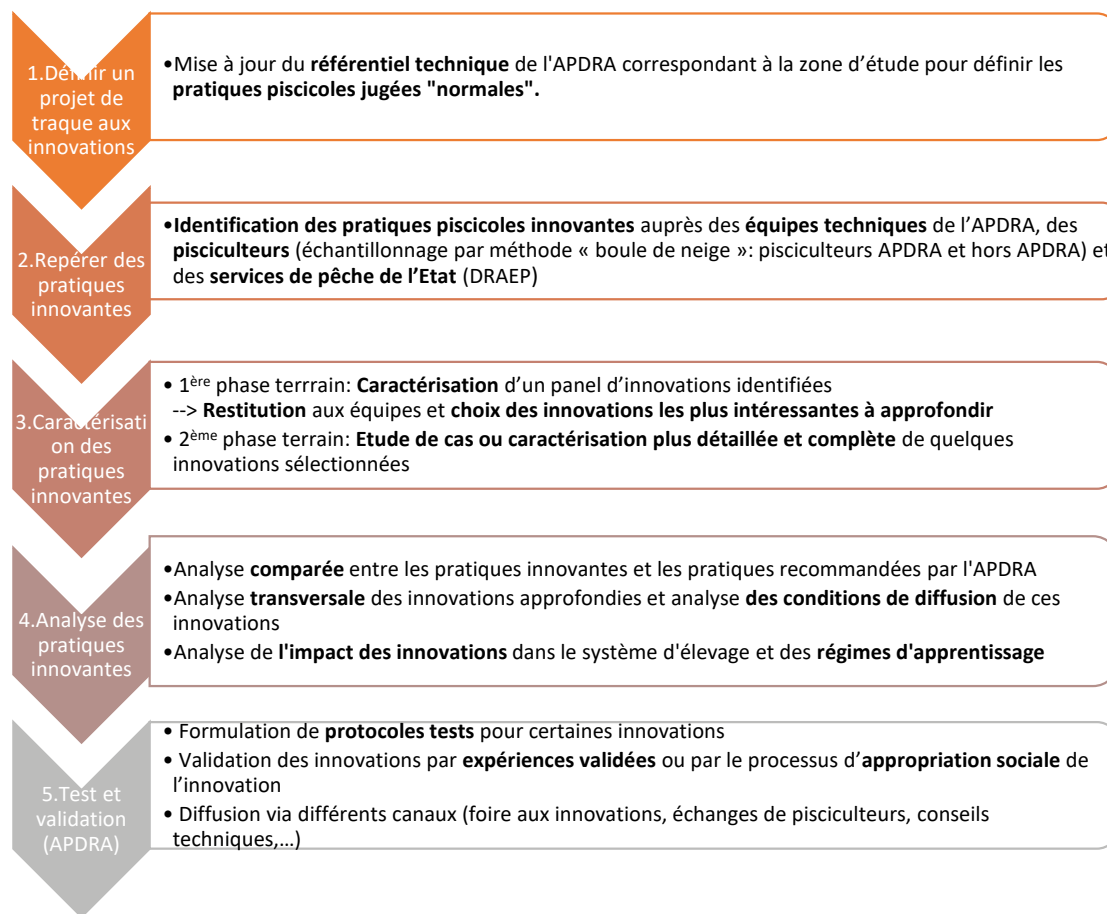 1.Définir un
projet de
traque aux
innovations
•Mise à jour du référentiel technique de l'APDRA correspondant à la zone d’étude pour définir les
pratiques piscicoles jugées "normales".
2.Repérer des
pratiques
innovantes
•Identification des pratiques piscicoles innovantes auprès des équipes techniques de l’APDRA, des
pisciculteurs (échantillonnage par méthode « boule de neige »: pisciculteurs APDRA et hors APDRA) et
des services de pêche de l’Etat (DRAEP)
3.Caractérisati
on des
pratiques
innovantes
• 1ère phase terrrain: Caractérisation d’un panel d’innovations identifiées
--> Restitution aux équipes et choix des innovations les plus intéressantes à approfondir
• 2ème phase terrain: Etude de cas ou caractérisation plus détaillée et complète de quelques
innovations sélectionnées
4.Analyse des
pratiques
innovantes
•Analyse comparée entre les pratiques innovantes et les pratiques recommandées par l'APDRA
•Analyse transversale des innovations approfondies et analyse des conditions de diffusion de ces
innovations
•Analyse de l'impact des innovations dans le système d'élevage et des régimes d'apprentissage
5.Test et
validation
(APDRA)
• Formulation de protocoles tests pour certaines innovations
• Validation des innovations par expériences validées ou par le processus d’appropriation sociale de
l’innovation
• Diffusion via différents canaux (foire aux innovations, échanges de pisciculteurs, conseils
techniques,…)